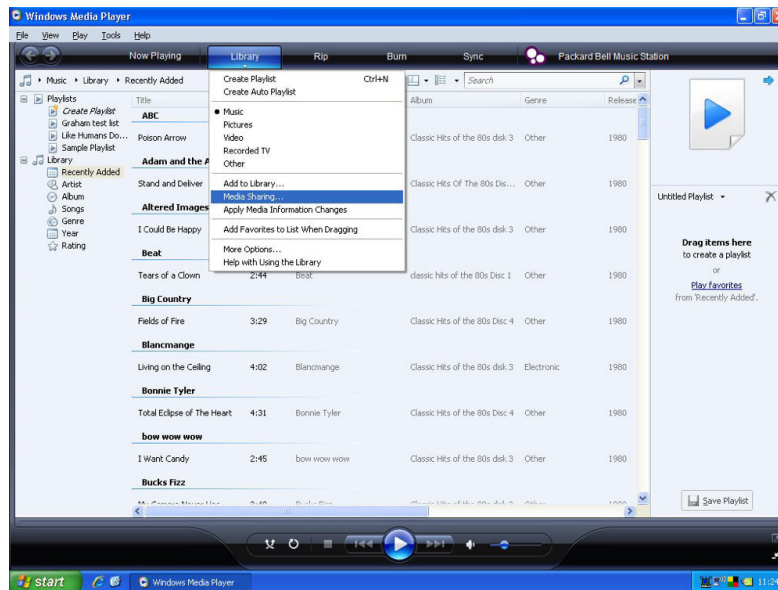 Windows Media Player
File View Play Tools Help
Now Playing Library Rip Burn Sync Packard Bell Music Station
Music Library Recently Added
Search
Create Playlist Ctrl+N
Create Auto Playlist
Music
Pictures
Video
Recorded TV
Other
Add to Library...
Media Sharing...
Apply Media Information Changes
Add Favorites to List When Dragging
More Options...
Help with Using the Library
Playlists
Create Playlist
Graham test list
Like Humans Do...
Sample Playlist
Library
Recently Added
Artist
Album
Songs
Genre
Year
Rating
Title Album Genre Release
ABC
Poison Arrow Classic Hits of the 80s disk 3 Other 1980
Adam and the A
Stand and Deliver Classic Hits Of The 80s Dis... Other 1980
Altered Images
I Could Be Happy Classic Hits of the 80s disk 3 Other 1980
Beat
Tears of a Clown 2:44 Beat classic hits of the 80s Disc 1 Other 1980
Big Country
Fields of Fire 3:29 Big Country Classic Hits of the 80s Disc 4 Other 1980
Blancmange
Living on the Ceiling 4:02 Blancmange Classic Hits of the 80s disk 3 Electronic 1980
Bonnie Tyler
Total Eclipse of The Heart 4:31 Bonnie Tyler Classic Hits of the 80s Disc 4 Other 1980
bow wow wow
I Want Candy 2:45 bow wow wow Classic Hits of the 80s disk 3 Other 1980
Bucks Fizz
Untitled Playlist
Drag items here
to create a playlist
or
Play favorites
from 'Recently Added'.
Save Playlist
start Windows Media Player 11:24